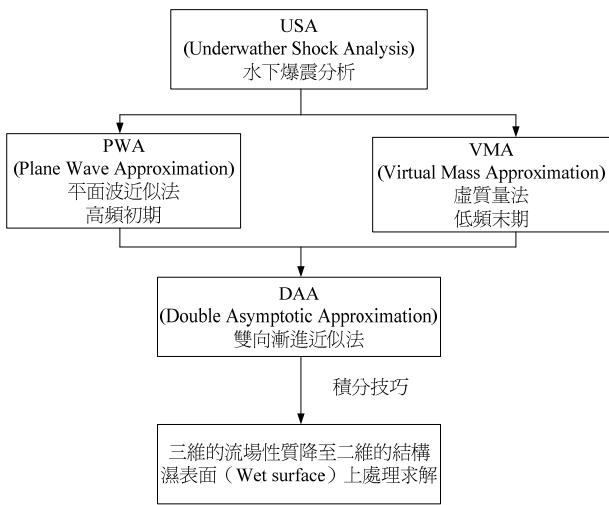 USA
(Underwather Shock Analysis)
水下爆震分析
PWA
(Plane Wave Approximation)
平面波近似法
高頻初期
VMA
(Virtual Mass Approximation)
虛質量法
低頻末期
DAA
(Double Asymptotic Approximation)
雙向漸進近似法
積分技巧
三維的流場性質降至二維的結構
濕表面（Wet surface）上處理求解